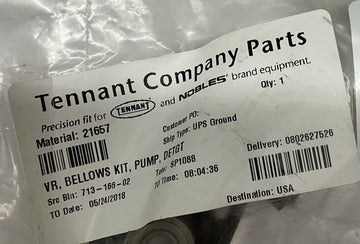 Tennant Company Parts
Precision fit for TENNANT and NOBLES® brand equipment.
Material: 21657
Customer PO:
Qty: 1
Ship Type: UPS Ground
VR, BELLOWS KIT, PUMP, DETGT
Delivery: 0802627526
Src Bin: 713-166-02
Tote: SP1088
TO Date: 05/24/2016
TO Time: 08:04:36
Destination: USA